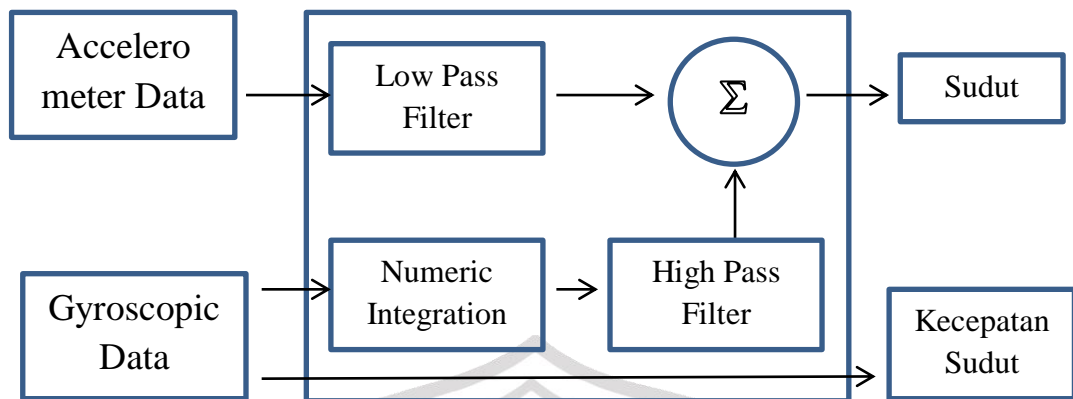 Accelero
meter Data
Low Pass
Filter
Σ
Sudut
Gyroscopic
Data
Numeric
Integration
High Pass
Filter
Kecepatan
Sudut